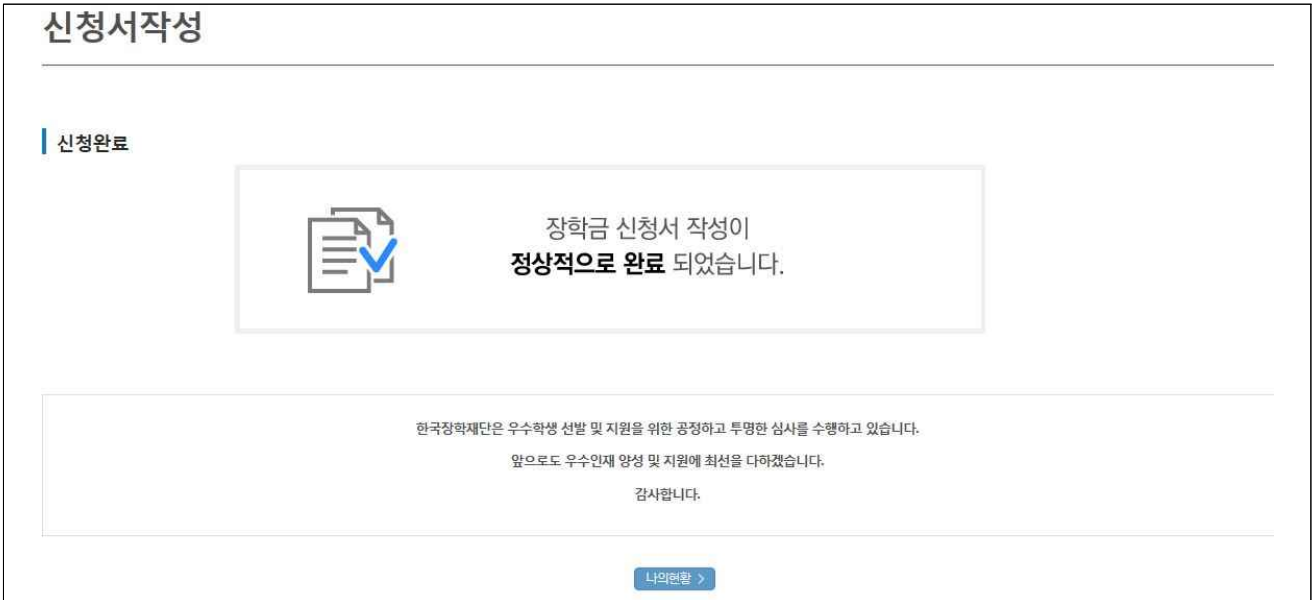 신청서작성
신청완료
장학금 신청서 작성이
정상적으로 완료 되었습니다.
한국장학재단은 우수학생 선발 및 지원을 위한 공정하고 투명한 심사를 수행하고 있습니다.
앞으로도 우수인재 양성 및 지원에 최선을 다하겠습니다.
감사합니다.
나의현황 >